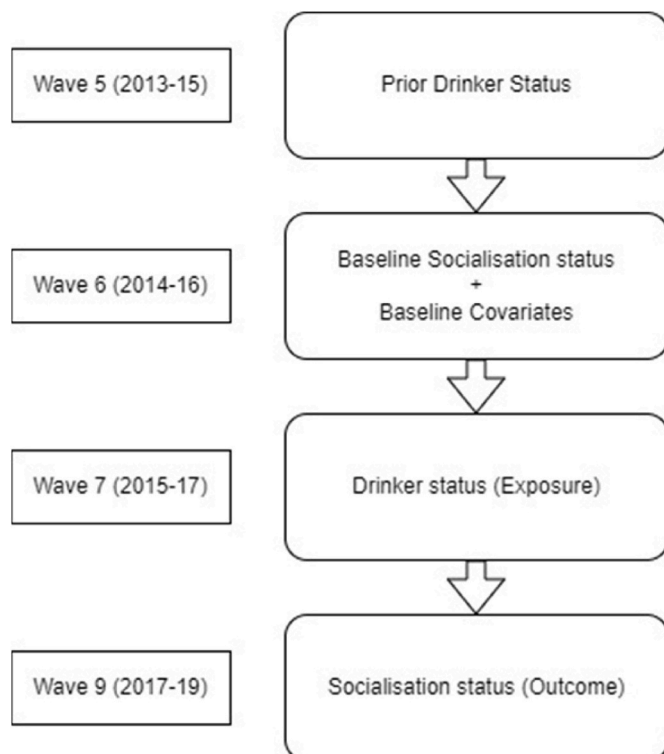 Wave 5 (2013-15)
Prior Drinker Status
Wave 6 (2014-16)
Baseline Socialisation status
+
Baseline Covariates
Wave 7 (2015-17)
Drinker status (Exposure)
Wave 9 (2017-19)
Socialisation status (Outcome)